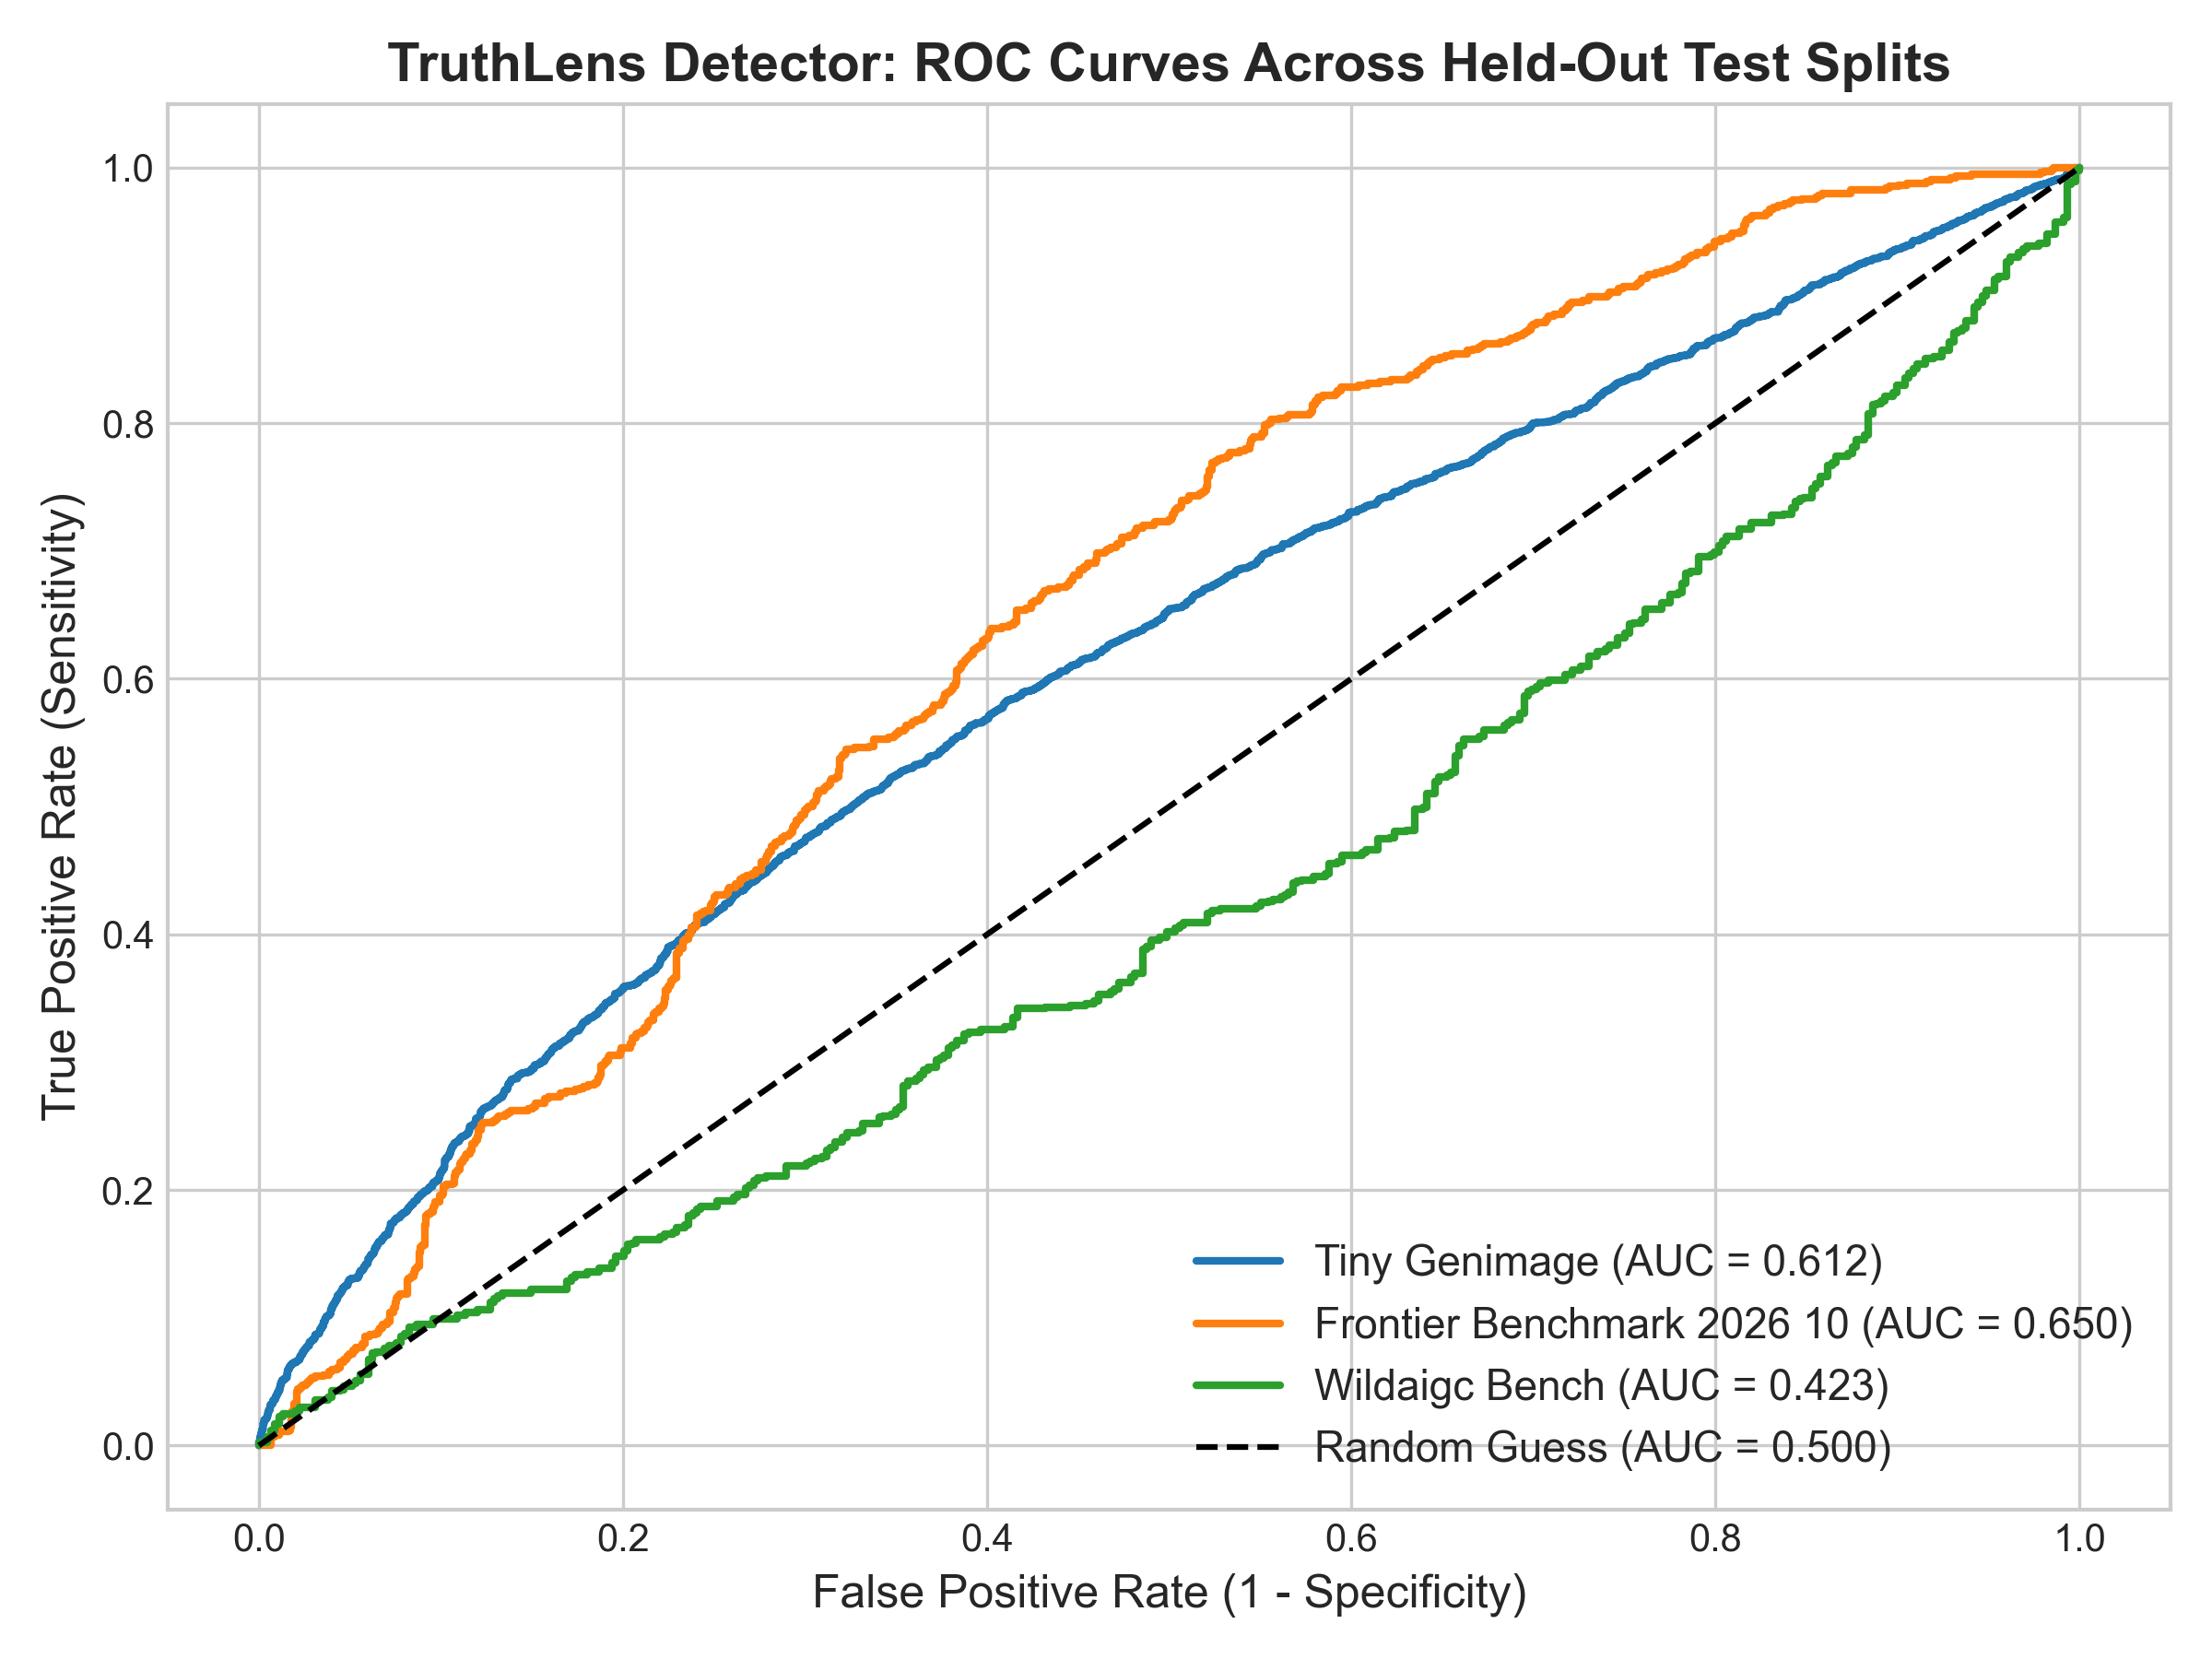 TruthLens Detector: ROC Curves Across Held-Out Test Splits
True Positive Rate (Sensitivity)
1.0
0.8
0.6
0.4
0.2
0.0
Tiny Genimage (AUC = 0.612)
Frontier Benchmark 2026 10 (AUC = 0.650)
Wildaigc Bench (AUC = 0.423)
Random Guess (AUC = 0.500)
0.0 0.2 0.4 0.6 0.8 1.0
False Positive Rate (1 - Specificity)